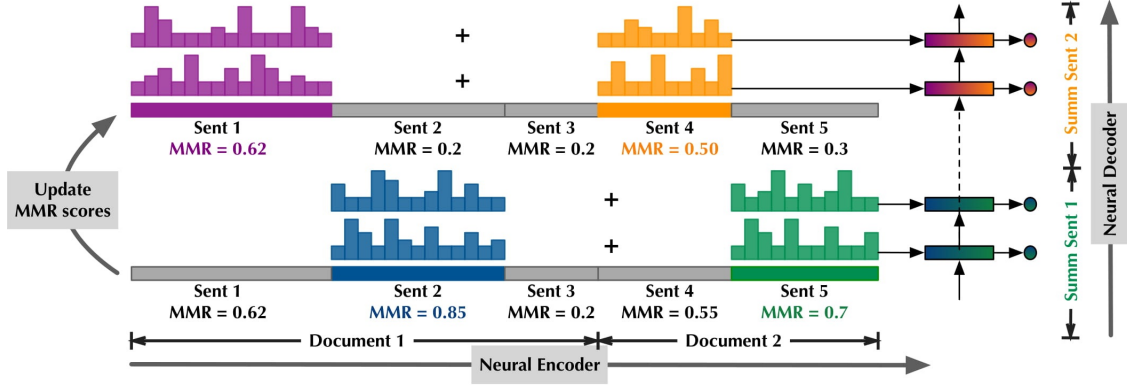 +
+
Sent 1
Sent 2
Sent 3
Sent 4
Sent 5
MMR = 0.62
MMR = 0.2
MMR = 0.2
MMR = 0.50
MMR = 0.3
Update
MMR scores
+
+
Sent 1
Sent 2
Sent 3
Sent 4
Sent 5
MMR = 0.62
MMR = 0.85
MMR = 0.2
MMR = 0.55
MMR = 0.7
Document 1
Document 2
Neural Encoder
Summ Sent 2
Summ Sent 1
Neural Decoder